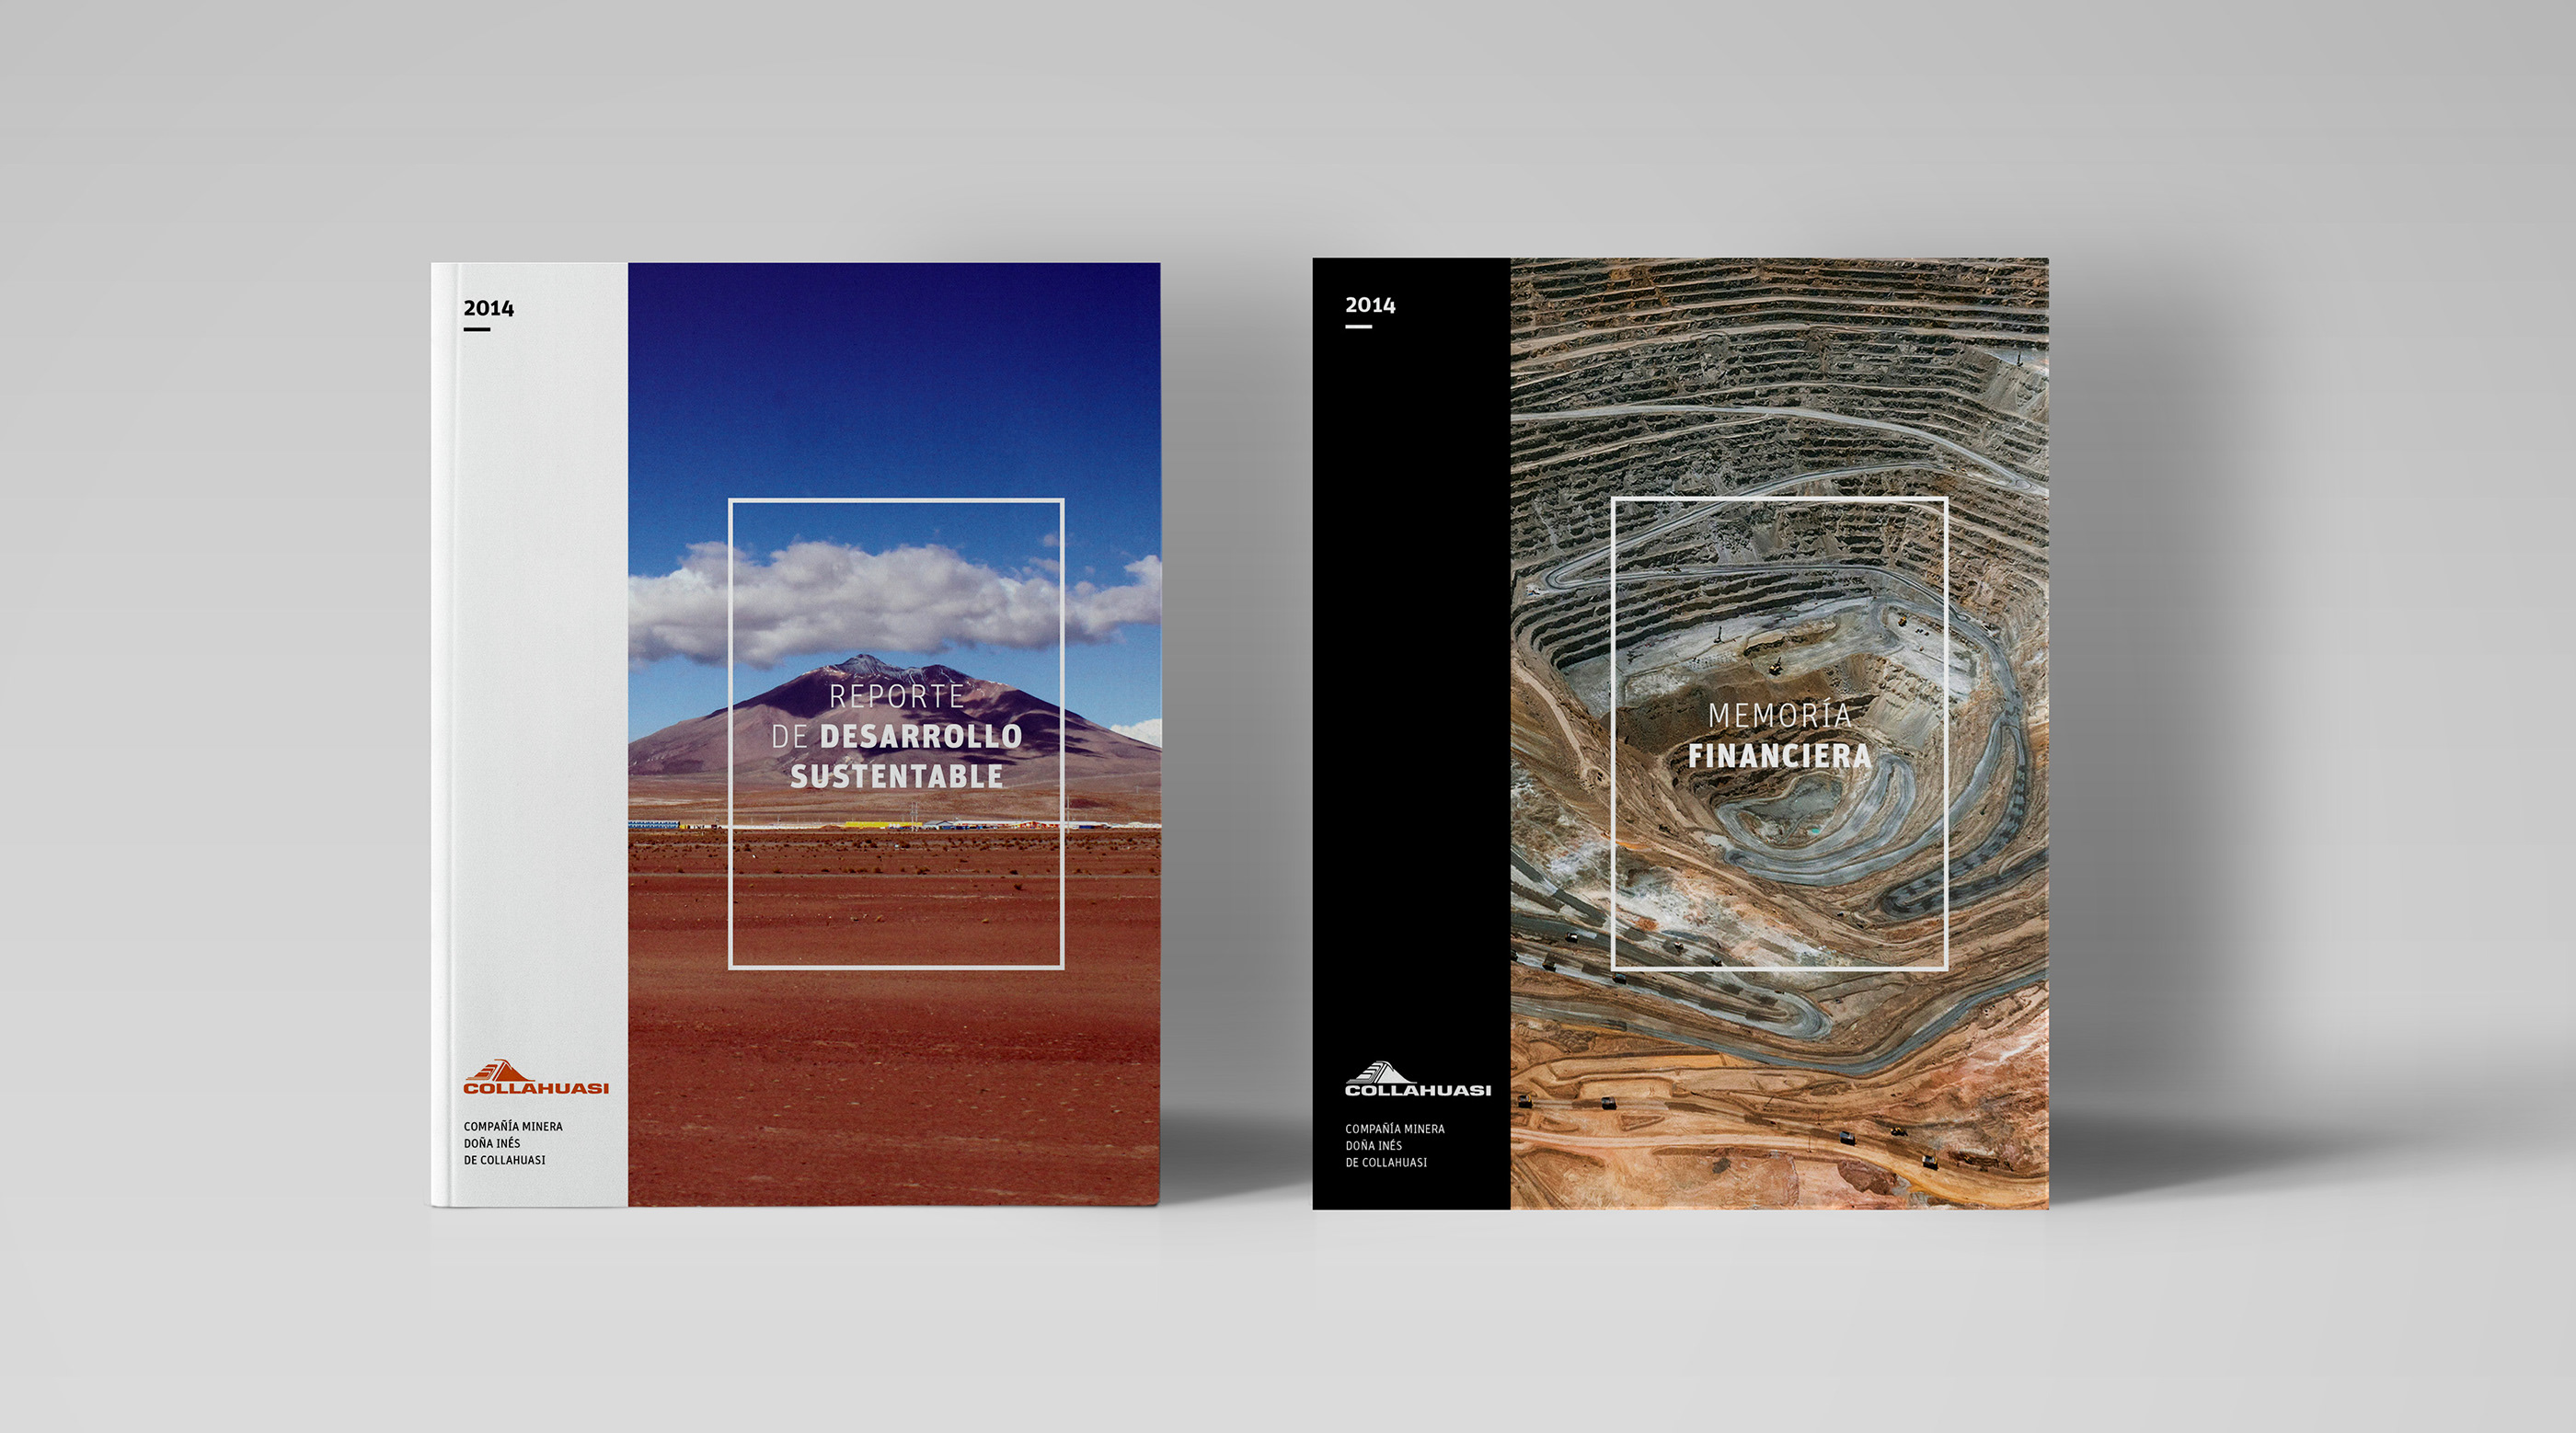 2014
REPORTE
DE DESARROLLO
SUSTENTABLE
COLLAHUASI
COMPAÑÍA MINERA
DOÑA INÉS
DE COLLAHUASI
2014
MEMORÍA
FINANCIERA
COLLAHUASI
COMPAÑÍA MINERA
DOÑA INÉS
DE COLLAHUASI